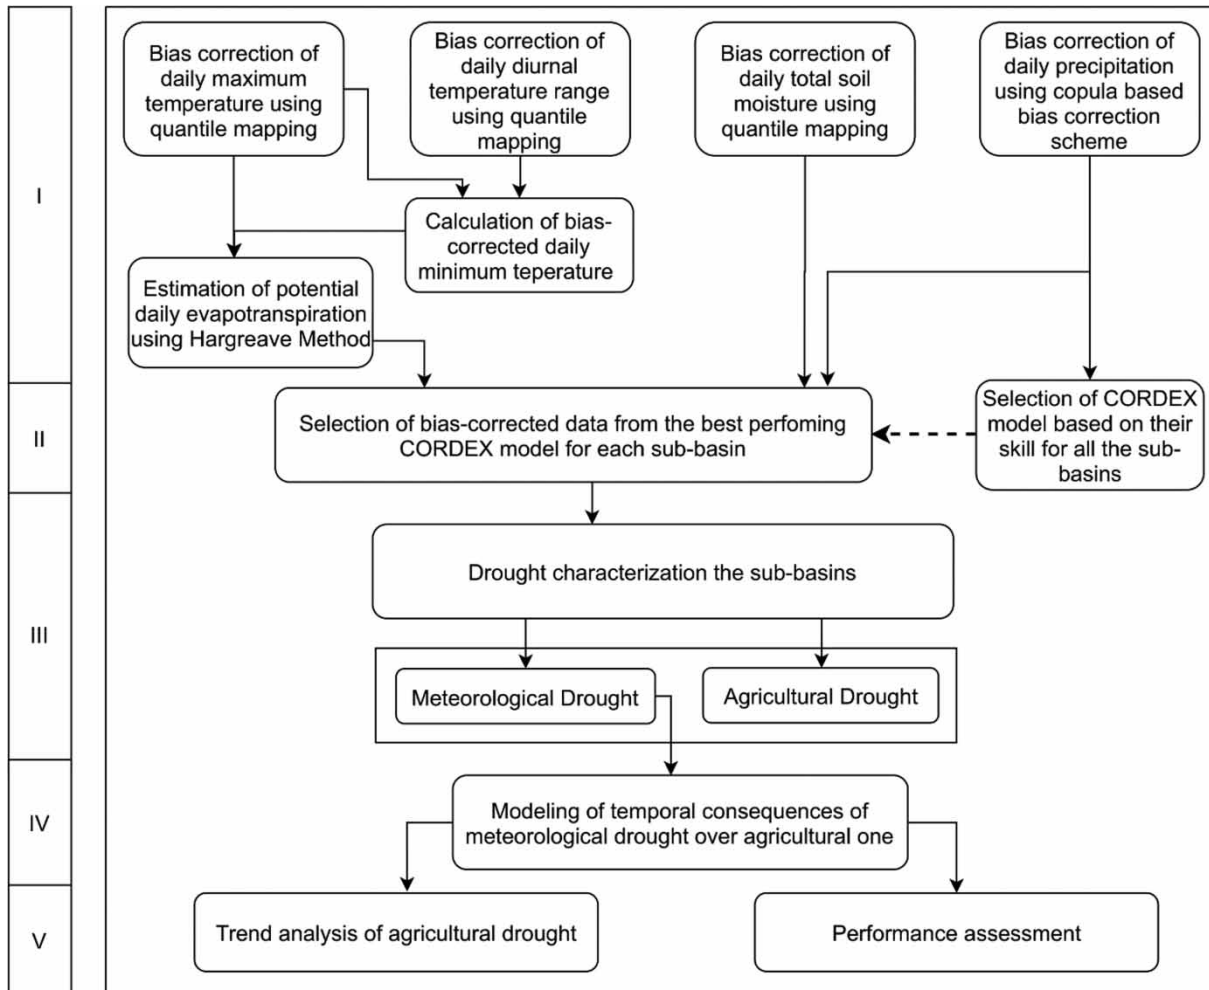 I
II
III
IV
V
Bias correction of
daily maximum
temperature using
quantile mapping
Bias correction of
daily diurnal
temperature range
using quantile
mapping
Bias correction of
daily total soil
moisture using
quantile mapping
Bias correction of
daily precipitation
using copula based
bias correction
scheme
Calculation of bias-
corrected daily
minimum teperature
Estimation of potential
daily evapotranspiration
using Hargreave Method
Selection of bias-corrected data from the best perfoming
CORDEX model for each sub-basin
Selection of CORDEX
model based on their
skill for all the sub-
basins
Drought characterization the sub-basins
Meteorological Drought
Agricultural Drought
Modeling of temporal consequences of
meteorological drought over agricultural one
Trend analysis of agricultural drought
Performance assessment